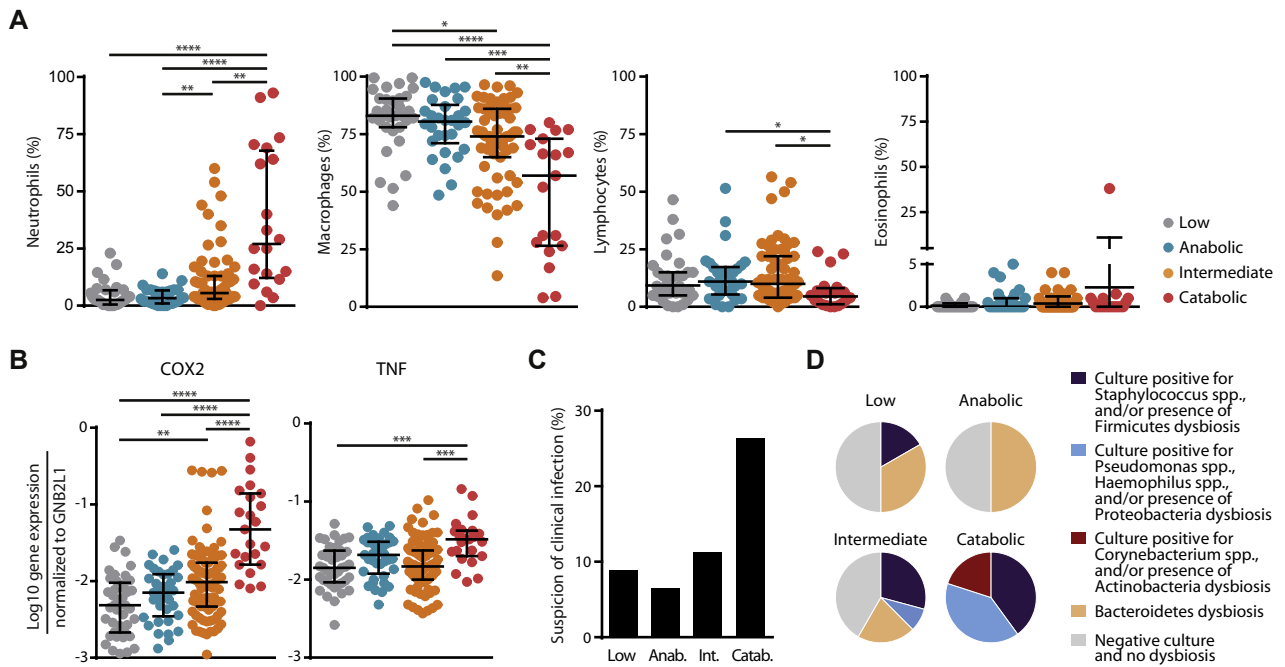 A
****
****
**
**
Neutrophils (%)
100
75
50
25
0
*
****
***
**
Macrophages (%)
100
75
50
25
0
*
*
Lymphocytes (%)
100
75
50
25
0
Eosinophils (%)
100
75
50
25
5
0
Low
Anabolic
Intermediate
Catabolic
B
COX2
****
****
**
****
Log10 gene expression
normalized to GNB2L1
0
-1
-2
-3
TNF
***
***
0
-1
-2
-3
C
Suspicion of clinical infection (%)
30
20
10
0
Low Anab. Int. Catab.
D
Low
Anabolic
Intermediate
Catabolic
Culture positive for
Staphylococcus spp.,
and/or presence of
Firmicutes dysbiosis
Culture positive for
Pseudomonas spp.,
Haemophilus spp.,
and/or presence of
Proteobacteria dysbiosis
Culture positive for
Corynebacterium spp.,
and/or presence of
Actinobacteria dysbiosis
Bacteroidetes dysbiosis
Negative culture
and no dysbiosis